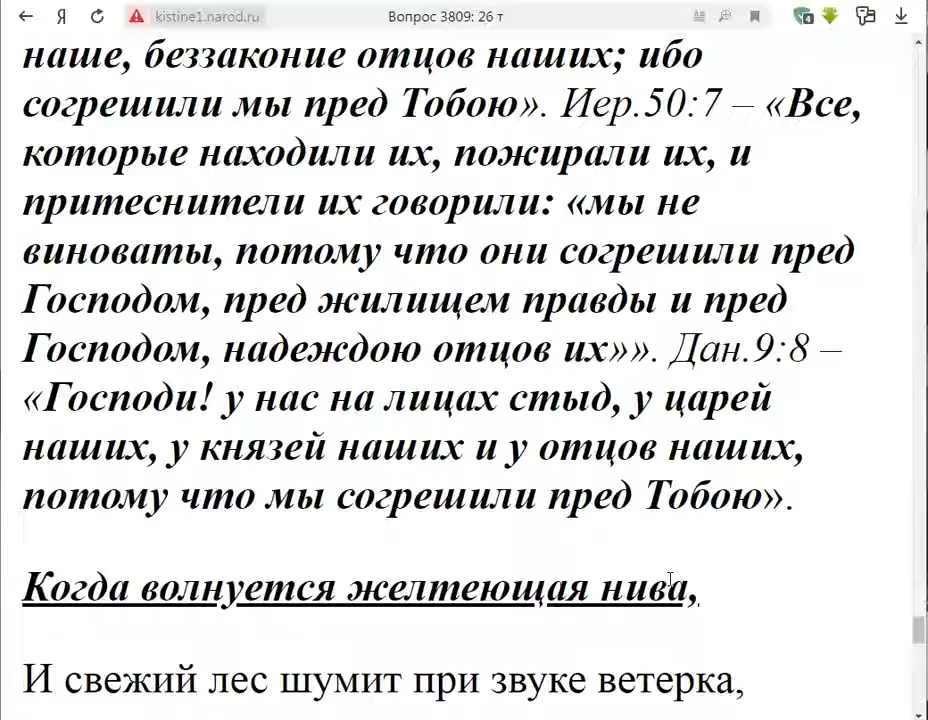 kistine1.narod.ru
Вопрос 3809: 26 т
4
наше, беззаконие отцов наших; ибо
согрешили мы пред Тобою». Иер.50:7 – «Все,
которые находили их, пожирали их, и
притеснители их говорили: «мы не
виноваты, потому что они согрешили пред
Господом, пред жилищем правды и пред
Господом, надеждою отцов их»». Дан.9:8 –
«Господи! у нас на лицах стыд, у царей
наших, у князей наших и у отцов наших,
потому что мы согрешили пред Тобою».
Когда волнуется желтеющая нива,
И свежий лес шумит при звуке ветерка,